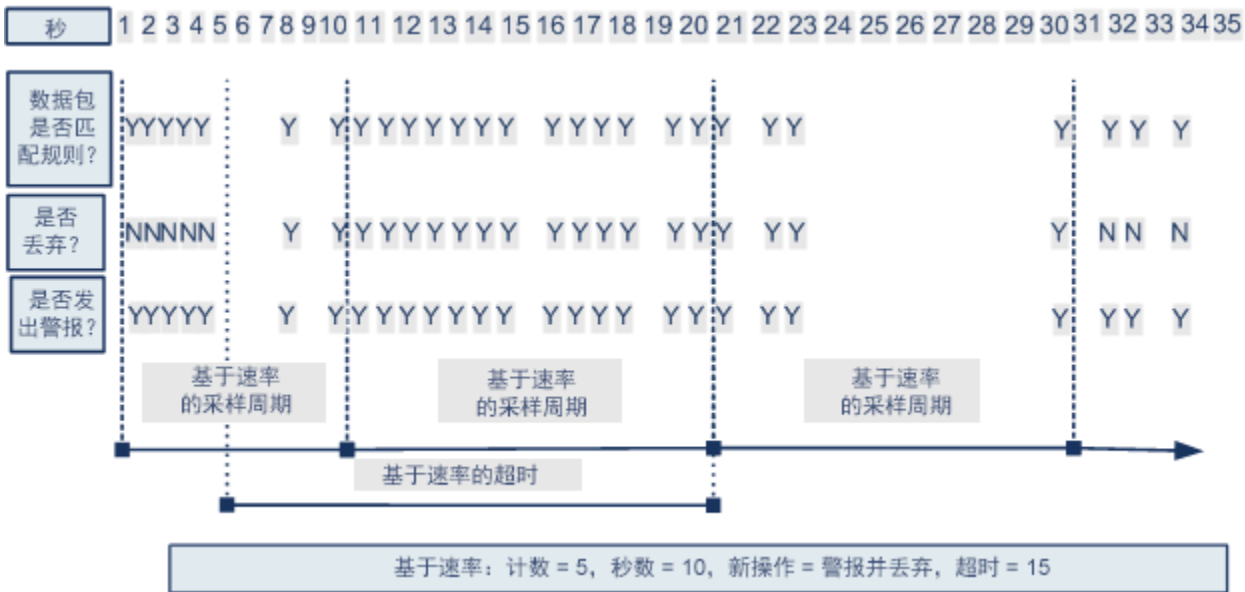 秒 1 2 3 4 5 6 7 8 9 10 11 12 13 14 15 16 17 18 19 20 21 22 23 24 25 26 27 28 29 30 31 32 33 34 35
数据包
是否匹
配规则?
YYYYY Y Y Y Y Y Y Y Y Y Y Y Y Y Y Y Y Y Y Y Y Y Y
是否
丢弃?
NNNNN Y Y Y Y Y Y Y Y Y Y Y Y Y Y Y Y Y Y Y N N N
是否发
出警报?
YYYYY Y Y Y Y Y Y Y Y Y Y Y Y Y Y Y Y Y Y Y Y Y Y
基于速率
的采样周期
基于速率
的采样周期
基于速率
的采样周期
基于速率的超时
基于速率：计数 = 5，秒数 = 10，新操作 = 警报并丢弃，超时 = 15